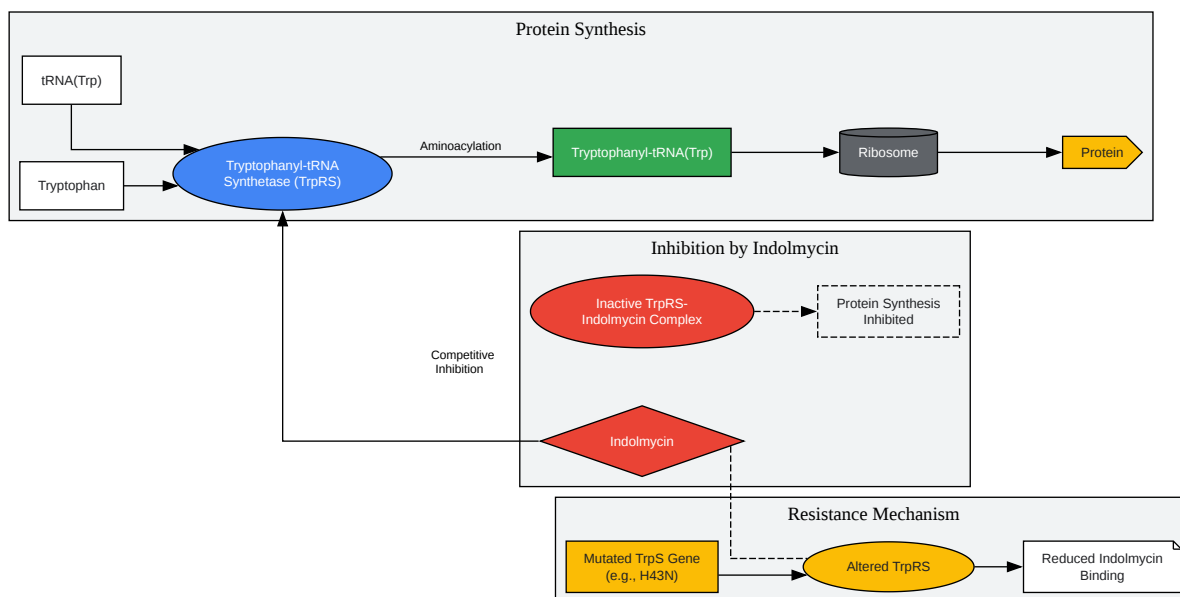 Protein Synthesis
tRNA(Trp)
Tryptophan
Tryptophanyl-tRNA
Synthetase (TrpRS)
Aminoacylation
Tryptophanyl-tRNA(Trp)
Ribosome
Protein
Inhibition by Indolmycin
Inactive TrpRS-
Indolmycin Complex
Protein Synthesis
Inhibited
Competitive
Inhibition
Indolmycin
Resistance Mechanism
Mutated TrpS Gene
(e.g., H43N)
Altered TrpRS
Reduced Indolmycin
Binding